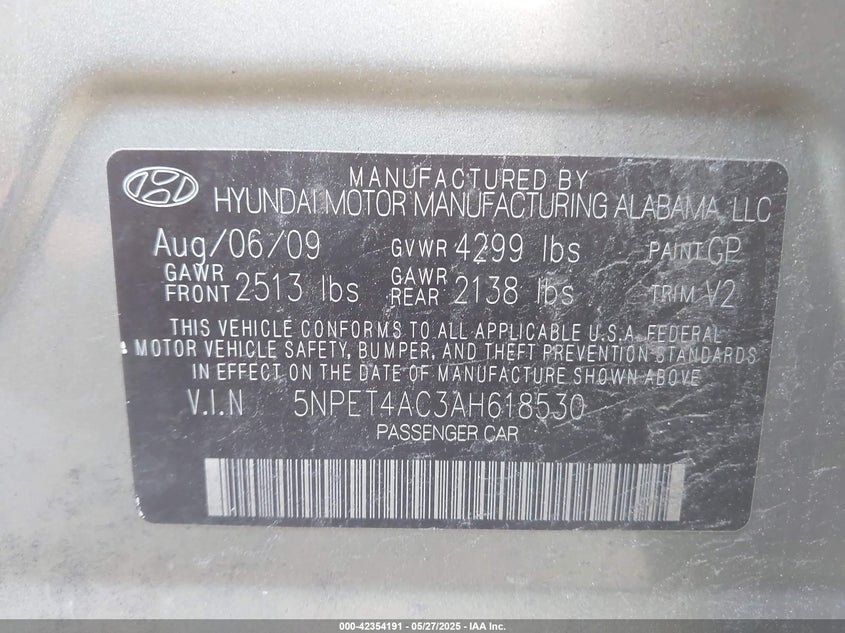 MANUFACTURED BY
HYUNDAI MOTOR MANUFACTURING ALABAMA, LLC
Aug/06/09 GVWR 4299 lbs PAINT GP
GAWR FRONT 2513 lbs GAWR REAR 2138 lbs TRIM V2
THIS VEHICLE CONFORMS TO ALL APPLICABLE U.S.A. FEDERAL
MOTOR VEHICLE SAFETY, BUMPER, AND THEFT PREVENTION STANDARDS
IN EFFECT ON THE DATE OF MANUFACTURE SHOWN ABOVE
V.I.N 5NPET4AC3AH618530
PASSENGER CAR
000-42354191 — 05/27/2025 — IAA Inc.